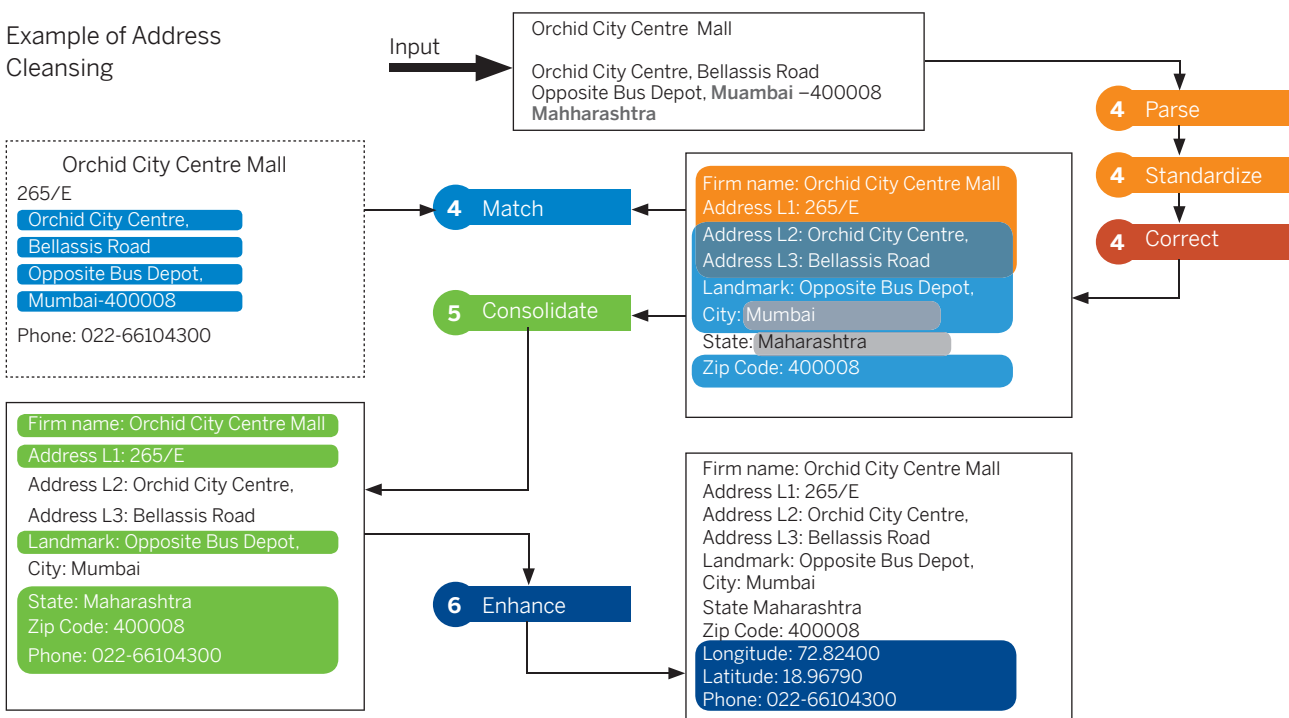 Example of Address
Cleansing
Input
Orchid City Centre Mall
Orchid City Centre, Bellassis Road
Opposite Bus Depot, Muambai –400008
Mahharashtra
4 Parse
4 Standardize
4 Correct
Orchid City Centre Mall
265/E
Orchid City Centre,
Bellassis Road
Opposite Bus Depot,
Mumbai-400008
Phone: 022-66104300
4 Match
5 Consolidate
Firm name: Orchid City Centre Mall
Address L1: 265/E
Address L2: Orchid City Centre,
Address L3: Bellassis Road
Landmark: Opposite Bus Depot,
City: Mumbai
State: Maharashtra
Zip Code: 400008
Firm name: Orchid City Centre Mall
Address L1: 265/E
Address L2: Orchid City Centre,
Address L3: Bellassis Road
Landmark: Opposite Bus Depot,
City: Mumbai
State: Maharashtra
Zip Code: 400008
Phone: 022-66104300
6 Enhance
Firm name: Orchid City Centre Mall
Address L1: 265/E
Address L2: Orchid City Centre,
Address L3: Bellassis Road
Landmark: Opposite Bus Depot,
City: Mumbai
State Maharashtra
Zip Code: 400008
Longitude: 72.82400
Latitude: 18.96790
Phone: 022-66104300